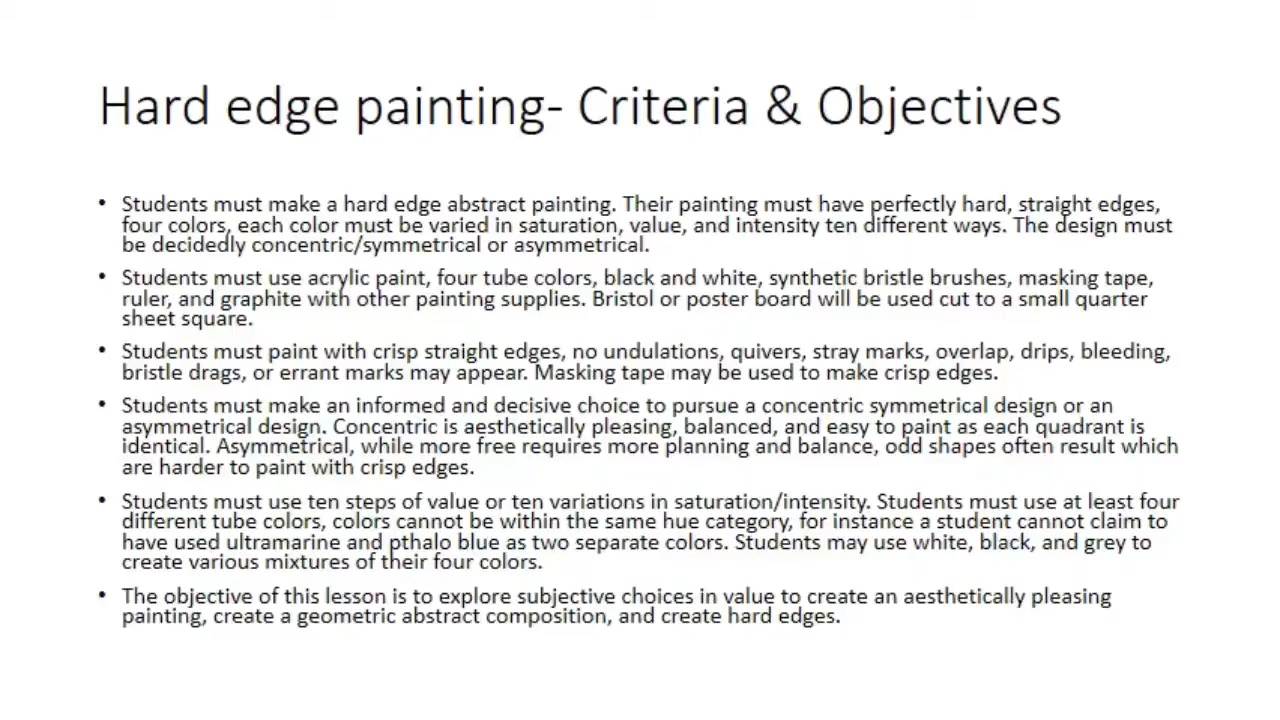 Hard edge painting- Criteria & Objectives
• Students must make a hard edge abstract painting. Their painting must have perfectly hard, straight edges,
four colors, each color must be varied in saturation, value, and intensity ten different ways. The design must
be decidedly concentric/symmetrical or asymmetrical.
• Students must use acrylic paint, four tube colors, black and white, synthetic bristle brushes, masking tape,
ruler, and graphite with other painting supplies. Bristol or poster board will be used cut to a small quarter
sheet square.
• Students must paint with crisp straight edges, no undulations, quivers, stray marks, overlap, drips, bleeding,
bristle drags, or errant marks may appear. Masking tape may be used to make crisp edges.
• Students must make an informed and decisive choice to pursue a concentric symmetrical design or an
asymmetrical design. Concentric is aesthetically pleasing, balanced, and easy to paint as each quadrant is
identical. Asymmetrical, while more free requires more planning and balance, odd shapes often result which
are harder to paint with crisp edges.
• Students must use ten steps of value or ten variations in saturation/intensity. Students must use at least four
different tube colors, colors cannot be within the same hue category, for instance a student cannot claim to
have used ultramarine and pthalo blue as two separate colors. Students may use white, black, and grey to
create various mixtures of their four colors.
• The objective of this lesson is to explore subjective choices in value to create an aesthetically pleasing
painting, create a geometric abstract composition, and create hard edges.